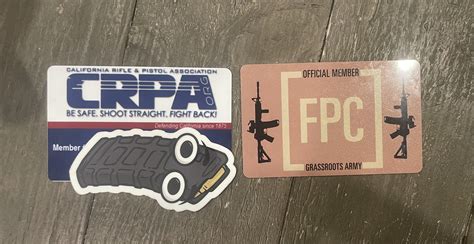 CALIFORNIA RIFLE & PISTOL ASSOCIATION
CRPA.ORG
BE SAFE. SHOOT STRAIGHT. FIGHT BACK!
Defending California since 1875
Member
OFFICIAL MEMBER
FPC
GRASSROOTS ARMY